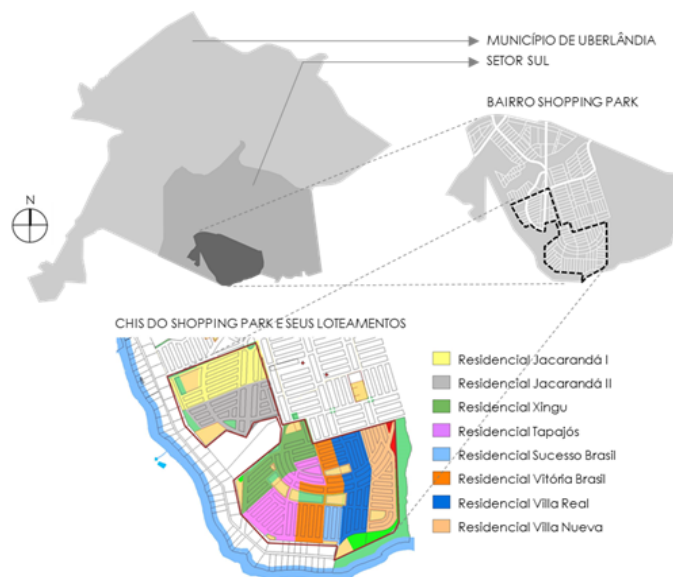 MUNICÍPIO DE UBERLÂNDIA
SETOR SUL
BAIRRO SHOPPING PARK
N
CHIS DO SHOPPING PARK E SEUS LOTEAMENTOS
Residencial Jacarandá I
Residencial Jacarandá II
Residencial Xingu
Residencial Tapajós
Residencial Sucesso Brasil
Residencial Vitória Brasil
Residencial Villa Real
Residencial Villa Nueva